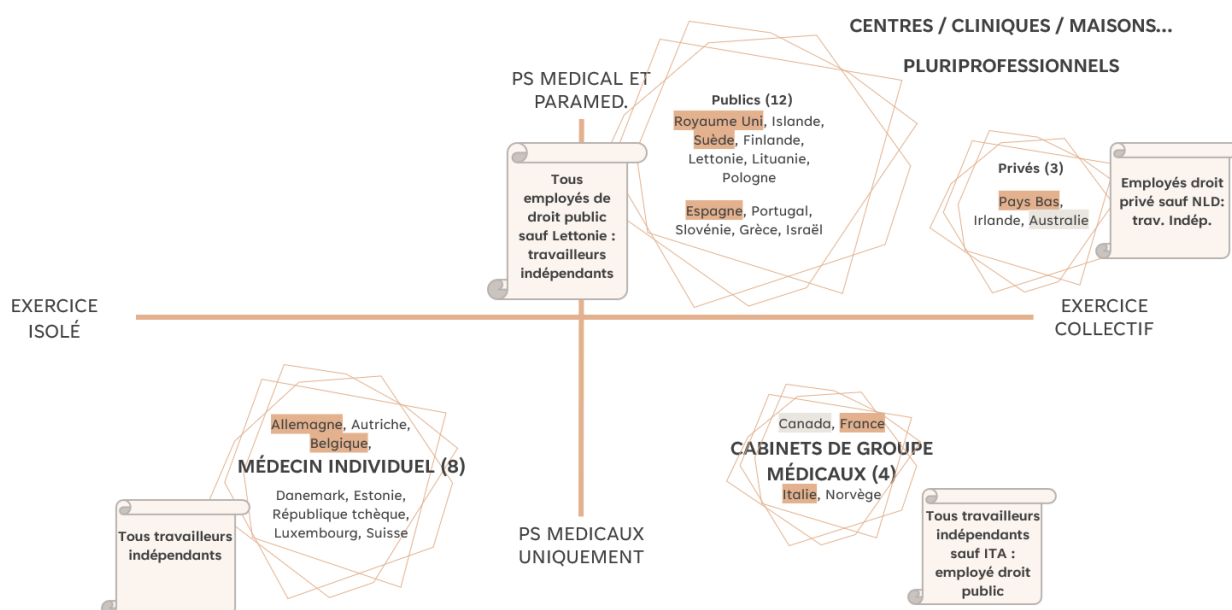 CENTRES / CLINIQUES / MAISONS...
PLURIPROFESSIONNELS
PS MEDICAL ET
PARAMED.
Publics (12)
Royaume Uni, Islande,
Suède, Finlande,
Lettonie, Lituanie,
Pologne
Espagne, Portugal,
Slovénie, Grèce, Israël
Tous
employés de
droit public
sauf Lettonie :
travailleurs
indépendants
Privés (3)
Pays Bas,
Irlande, Australie
Employés droit
privé sauf NLD:
trav. Indép.
EXERCICE
ISOLÉ
EXERCICE
COLLECTIF
Allemagne, Autriche,
Belgique,
MÉDECIN INDIVIDUEL (8)
Danemark, Estonie,
République tchèque,
Luxembourg, Suisse
Tous travailleurs
indépendants
PS MEDICAUX
UNIQUEMENT
Canada, France
CABINETS DE GROUPE
MÉDICAUX (4)
Italie, Norvège
Tous travailleurs
indépendants
sauf ITA :
employé droit
public